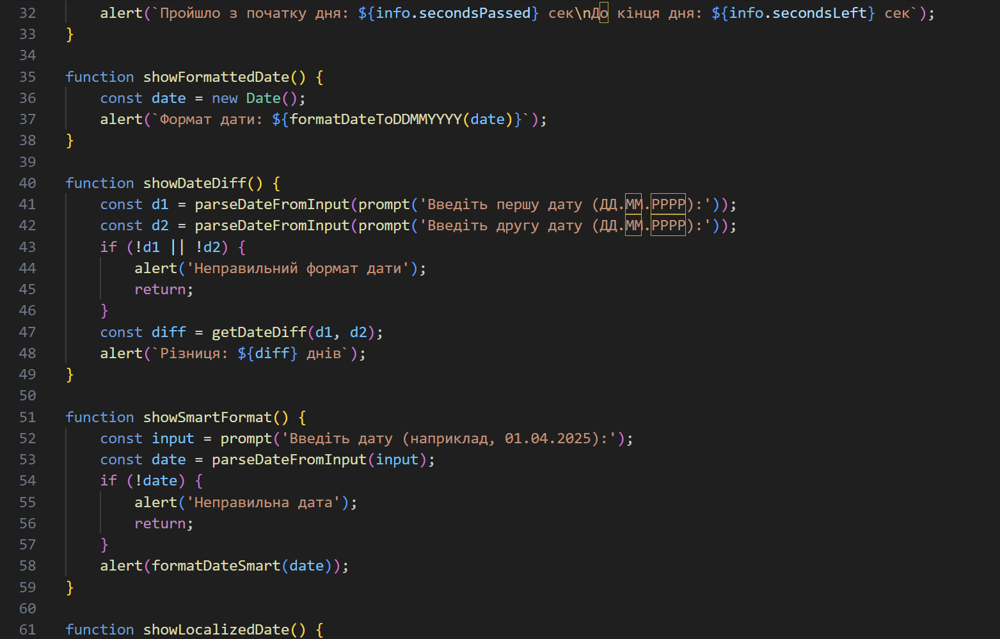 32 alert(`Пройшло з початку дня: ${info.secondsPassed} сек\nДо кінця дня: ${info.secondsLeft} сек`);
33 }
34
35 function showFormattedDate() {
36 const date = new Date();
37 alert(`Формат дати: ${formatDateToDDMMYYYY(date)}`);
38 }
39
40 function showDateDiff() {
41 const d1 = parseDateFromInput(prompt('Введіть першу дату (ДД.ММ.РРРР):'));
42 const d2 = parseDateFromInput(prompt('Введіть другу дату (ДД.ММ.РРРР):'));
43 if (!d1 || !d2) {
44 alert('Неправильний формат дати');
45 return;
46 }
47 const diff = getDateDiff(d1, d2);
48 alert(`Різниця: ${diff} днів`);
49 }
50
51 function showSmartFormat() {
52 const input = prompt('Введіть дату (наприклад, 01.04.2025):');
53 const date = parseDateFromInput(input);
54 if (!date) {
55 alert('Неправильна дата');
56 return;
57 }
58 alert(formatDateSmart(date));
59 }
60
61 function showLocalizedDate() {